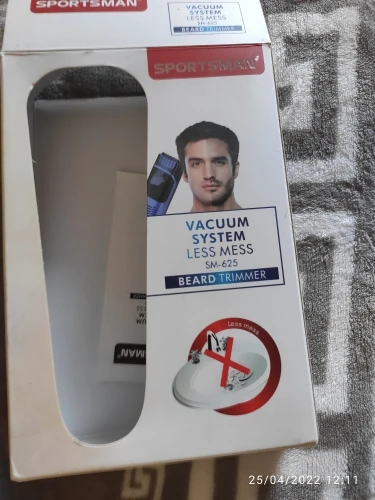 SPORTSMAN
VACUUM
SYSTEM
LESS MESS
SM-625
BEARD TRIMMER
SPORTSMAN
VACUUM
SYSTEM
LESS MESS
SM-625
BEARD TRIMMER
Less mess
25/04/2022 12:11